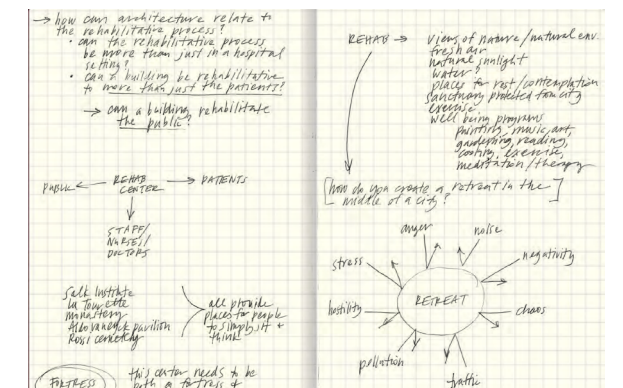 → how can architecture relate to
the rehabilitative process?
• can the rehabilitative process
be more than just in a hospital
setting?
• can a building be rehabilitative
to more than just the patients?
→ can a building rehabilitate
the public?
PUBLIC ← REHAB CENTER → PATIENTS
↓
STAFF/
NURSES/
DOCTORS
Salk Institute
La Tourette
monastery
pavilion
Rossi cemetery
all provide
places for people
to simply sit +
think
FORTRESS
this center needs to be
both a fortress +
REHAB → views of nature/natural env.
fresh air
natural sunlight
water?
places for rest/contemplation
sanctuary protected from city
exercise
well being programs
painting, music, art,
gardening, reading,
cooking, exercise,
meditation/therapy
[how do you create a retreat in the
middle of a city?]
anger
noise
stress
negativity
RETREAT
hostility
chaos
pollution
traffic